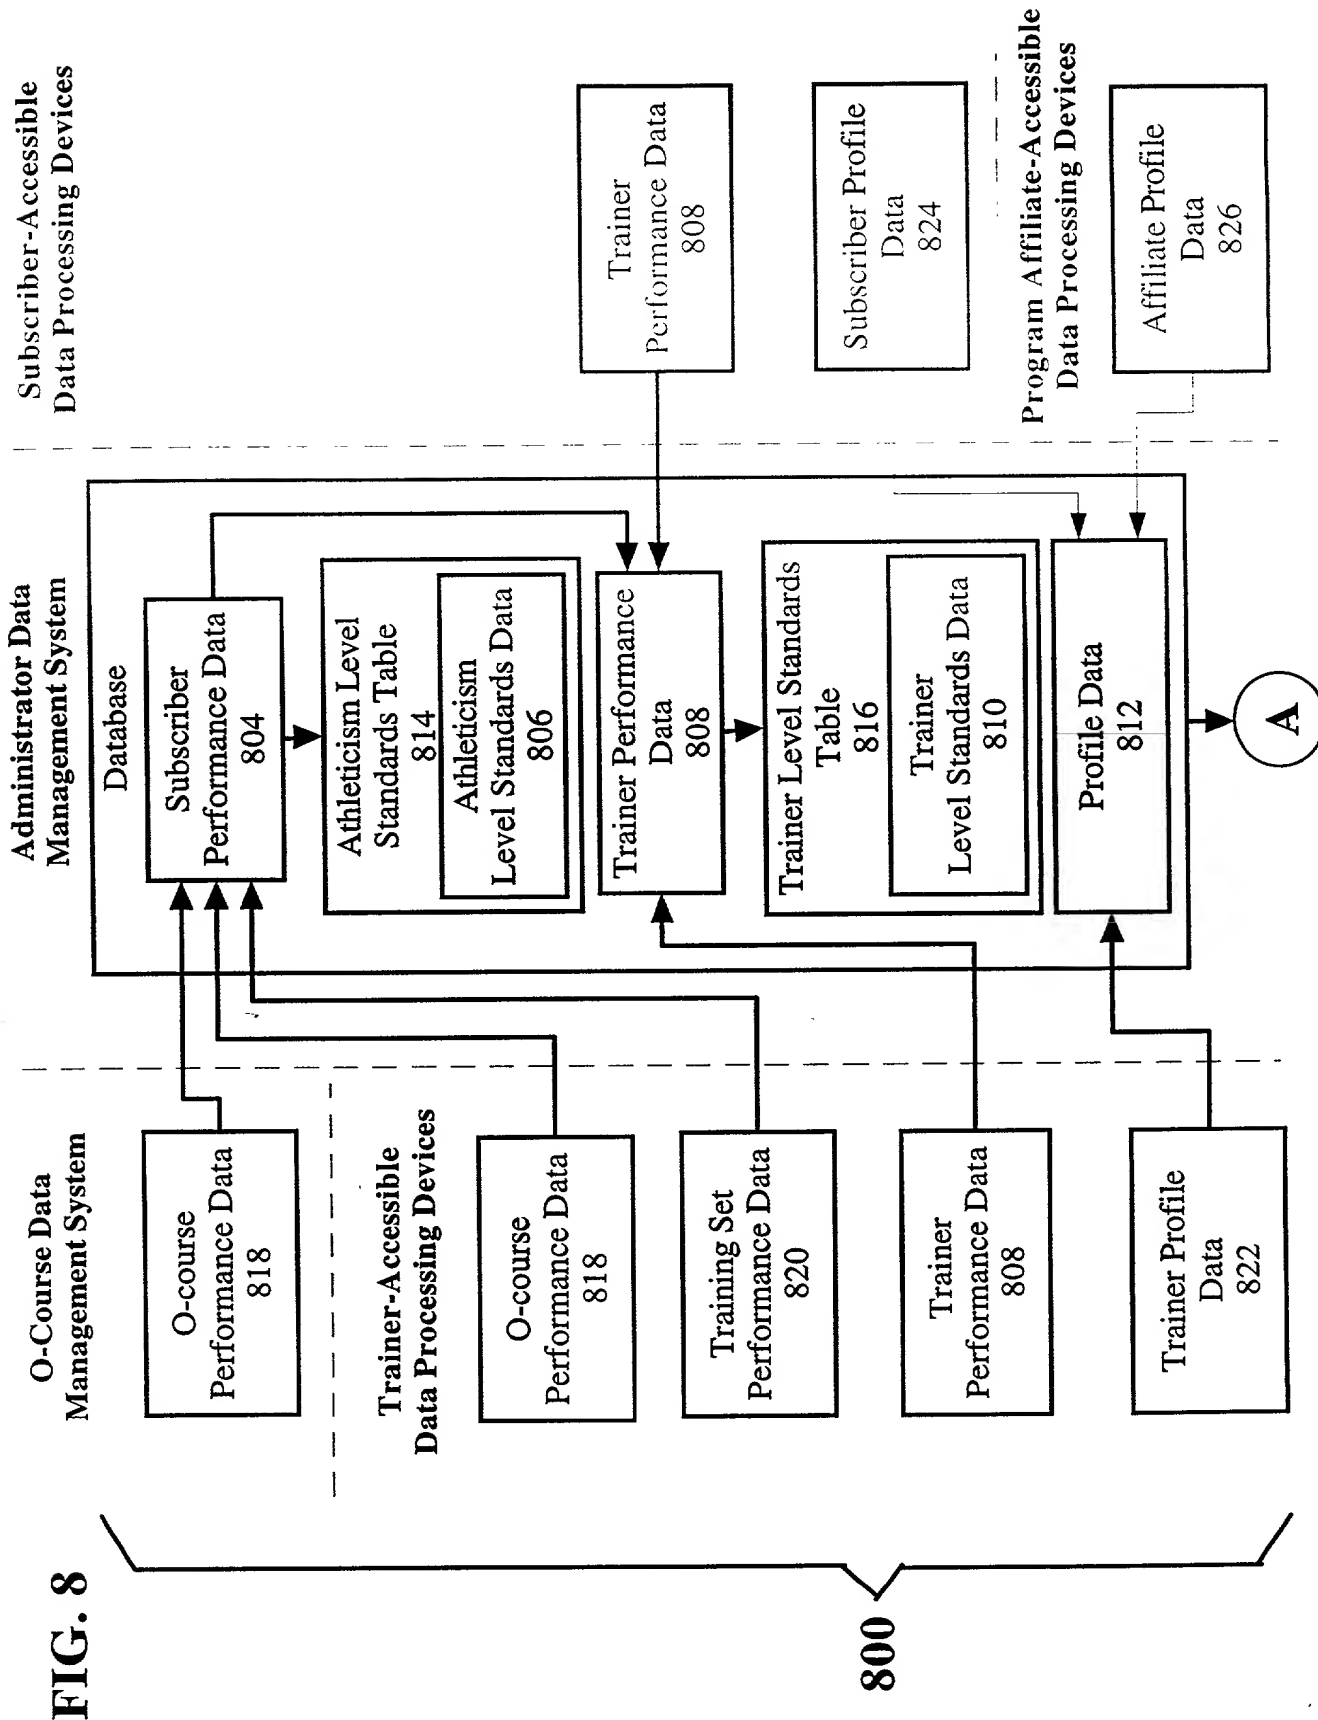 FIG. 8
800
O-Course Data
Management System
O-course
Performance Data
818
Trainer-Accessible
Data Processing Devices
O-course
Performance Data
818
Training Set
Performance Data
820
Trainer
Performance Data
808
Trainer Profile
Data
822
Administrator Data
Management System
Database
Subscriber
Performance Data
804
Athleticism Level
Standards Table
814
Athleticism
Level Standards Data
806
Trainer Performance
Data
808
Trainer Level Standards
Table
816
Trainer
Level Standards Data
810
Profile Data
812
A
Subscriber-Accessible
Data Processing Devices
Trainer
Performance Data
808
Subscriber Profile
Data
824
Program Affiliate-Accessible
Data Processing Devices
Affiliate Profile
Data
826